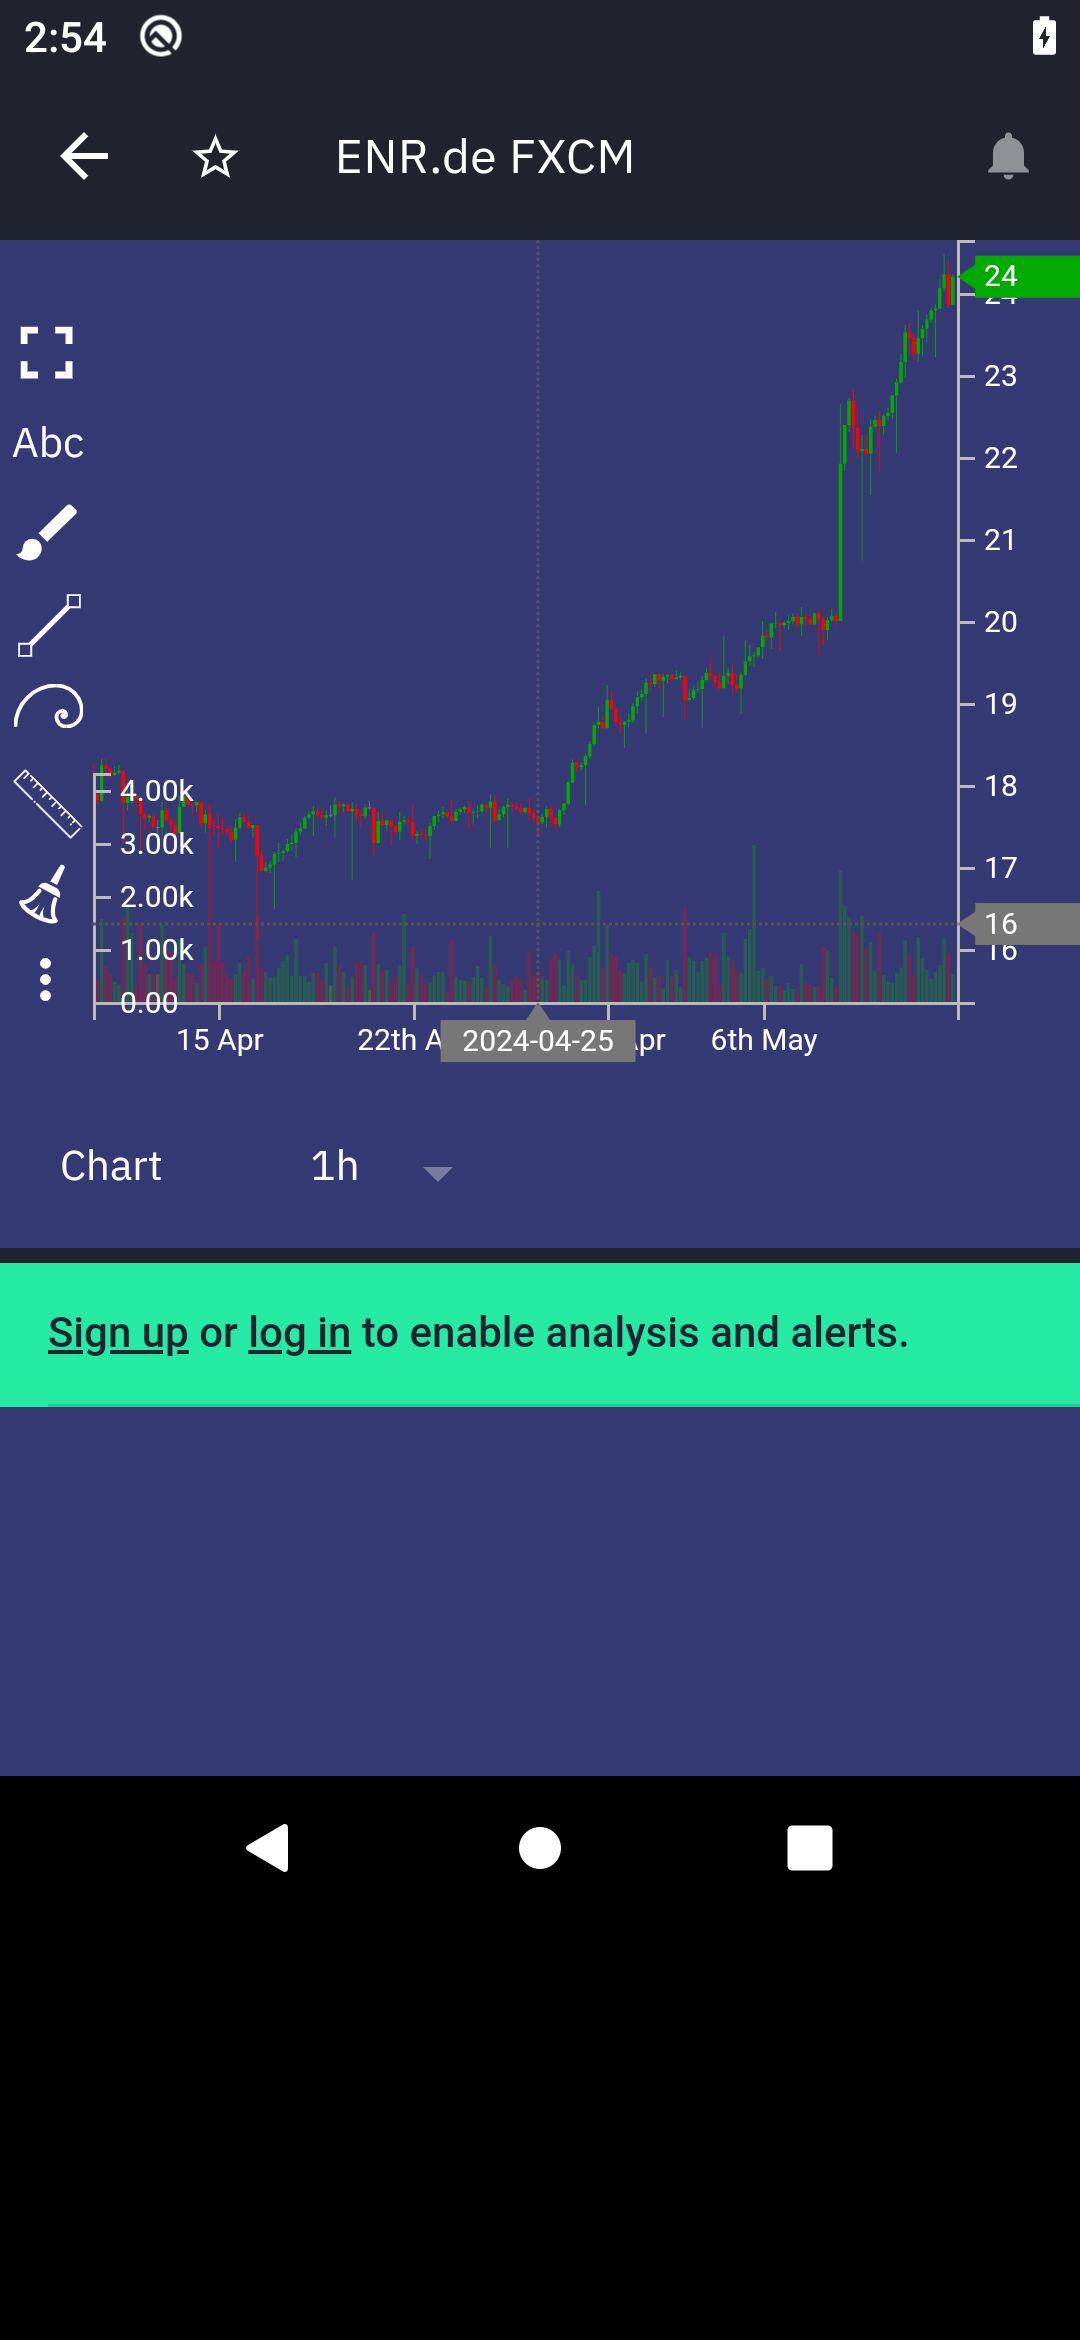 2:54
ENR.de FXCM
24
23
22
Abc
21
20
19
18
4.00k
3.00k
17
2.00k
16
1.00k
16
0.00
15 Apr
22th A
2024-04-25
Apr
6th May
Chart
1h
Sign up or log in to enable analysis and alerts.